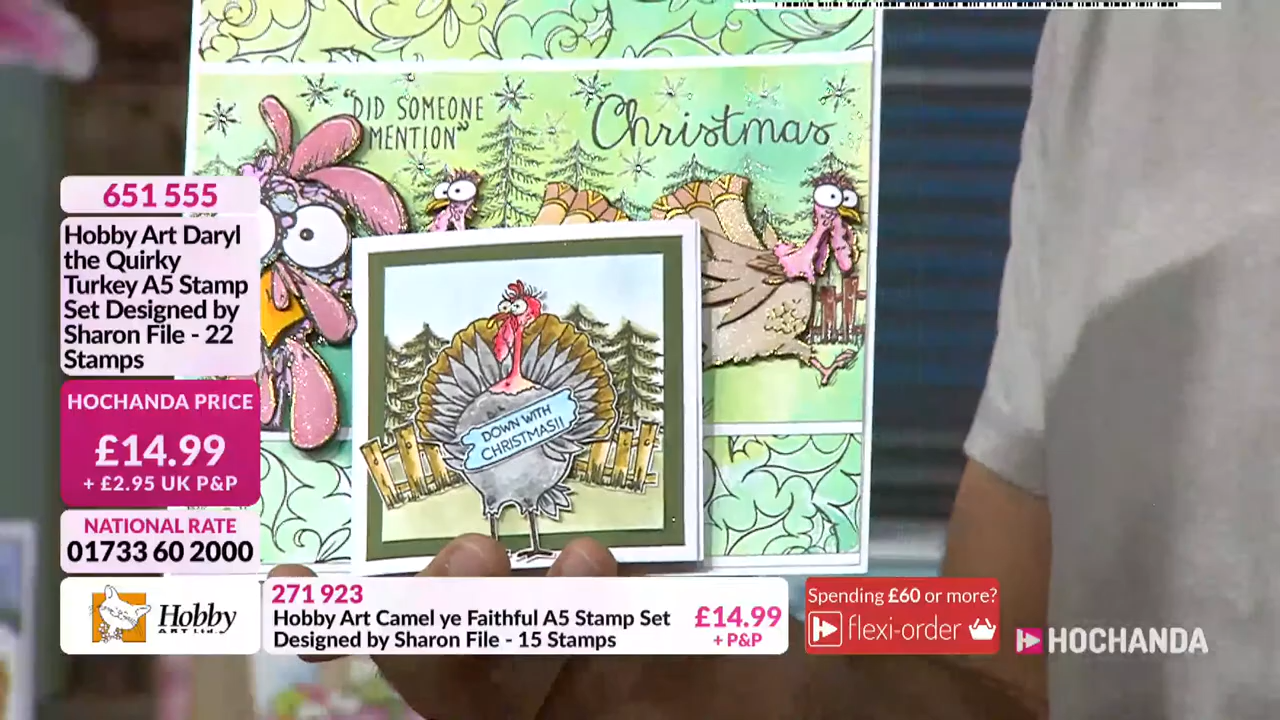 "DID SOMEONE
MENTION"
Christmas
DOWN WITH
CHRISTMAS!!
651 555
Hobby Art Daryl
the Quirky
Turkey A5 Stamp
Set Designed by
Sharon File - 22
Stamps
HOCHANDA PRICE
£14.99
+ £2.95 UK P&P
NATIONAL RATE
01733 60 2000
Hobby
ART Ltd.
271 923
Hobby Art Camel ye Faithful A5 Stamp Set
Designed by Sharon File - 15 Stamps
£14.99
+ P&P
Spending £60 or more?
flexi-order
HOCHANDA